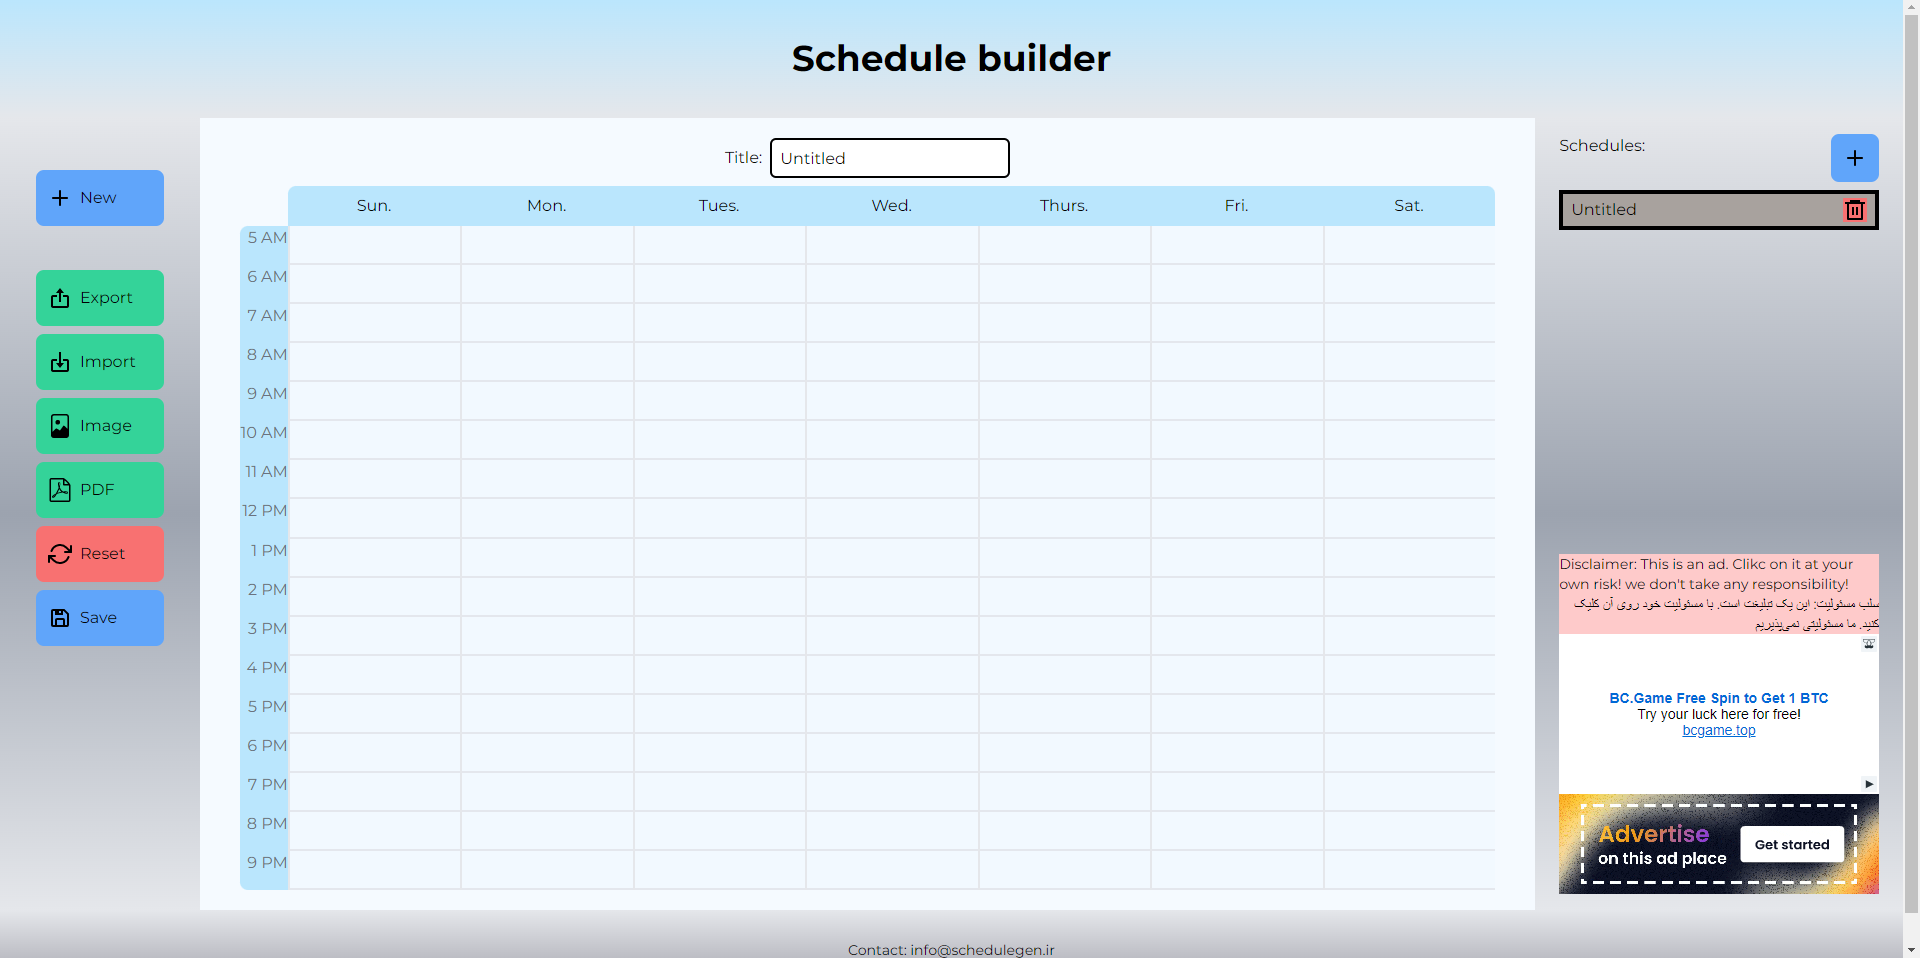 Schedule builder
Title: Untitled
Sun. Mon. Tues. Wed. Thurs. Fri. Sat.
5 AM
6 AM
7 AM
8 AM
9 AM
10 AM
11 AM
12 PM
1 PM
2 PM
3 PM
4 PM
5 PM
6 PM
7 PM
8 PM
9 PM
New
Export
Import
Image
PDF
Reset
Save
Schedules:
Untitled
Disclaimer: This is an ad. Clikc on it at your
own risk! we don't take any responsibility!
سلب مسئولیت: این یک تبلیغت است. با مسئولیت خود روی آن کلیک
کنید. ما مسئولیتی نمی‌پذیریم
BC.Game Free Spin to Get 1 BTC
Try your luck here for free!
bcgame.top
Advertise
on this ad place
Get started
Contact: info@schedulegen.ir